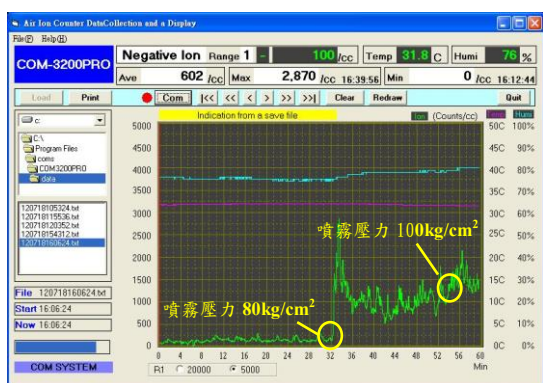 Air Ion Counter DataCollection and a Display
File(F) Help(H)
COM-3200PRO
Negative Ion Range 1 - 100 /cc Temp 31.8 C Humi 76 %
Ave 602 /cc Max 2,870 /cc 16:39:56 Min 0 /cc 16:12:44
Load Print Com |<< << < > >> >>| Clear Redraw Quit
Indication from a save file
Ion (Counts/cc)
Temp Humi
c:
C:\
Program Files
coms
COM3200PRO
data
120718105324.txt
120718115536.txt
120718120352.txt
120718154312.txt
120718160624.txt
File 120718160624.txt
Start 16:06:24
Now 16:06:24
COM SYSTEM
5000 50C 100%
4500 45C 90%
4000 40C 80%
3500 35C 70%
3000 30C 60%
2500 25C 50%
2000 20C 40%
1500 15C 30%
1000 10C 20%
500 5C 10%
0 0C 0%
噴霧壓力 100kg/cm²
噴霧壓力 80kg/cm²
0 4 8 12 16 20 24 28 32 36 40 44 48 52 56 60
Min
R1 20000 5000